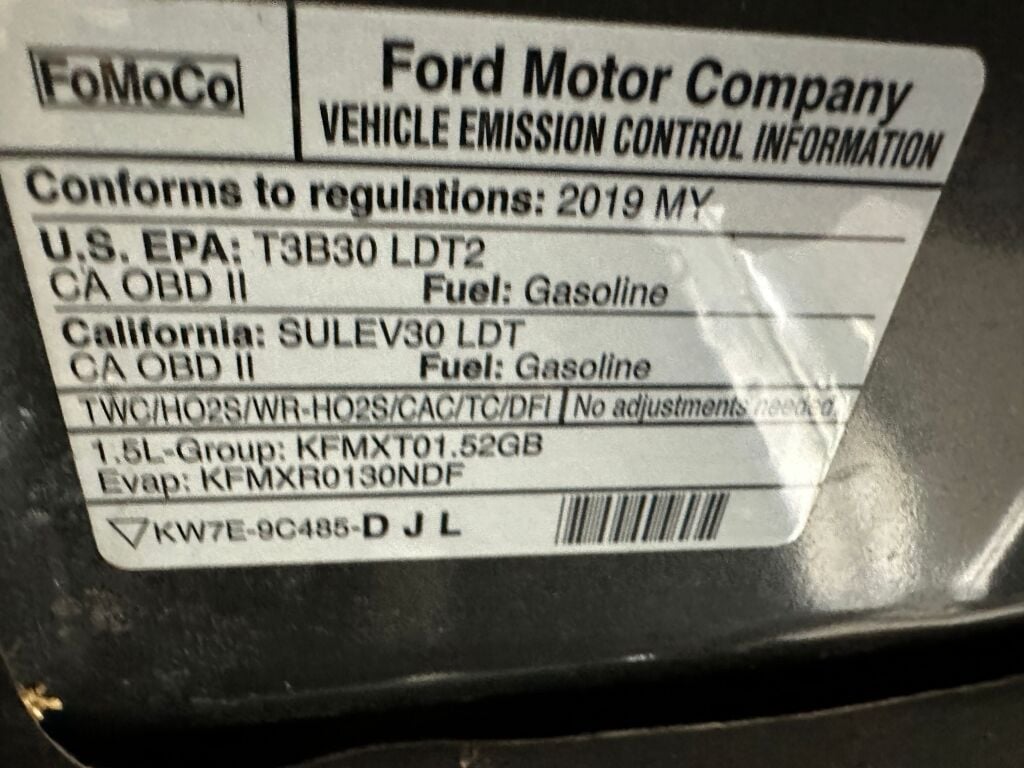 FoMoCo
Ford Motor Company
VEHICLE EMISSION CONTROL INFORMATION
Conforms to regulations: 2019 MY
U.S. EPA: T3B30 LDT2
CA OBD II Fuel: Gasoline
California: SULEV30 LDT
CA OBD II Fuel: Gasoline
TWC/HO2S/WR-HO2S/CAC/TC/DFI No adjustments needed.
1.5L-Group: KFMXT01.52GB
Evap: KFMXR0130NDF
KW7E-9C485-D J L